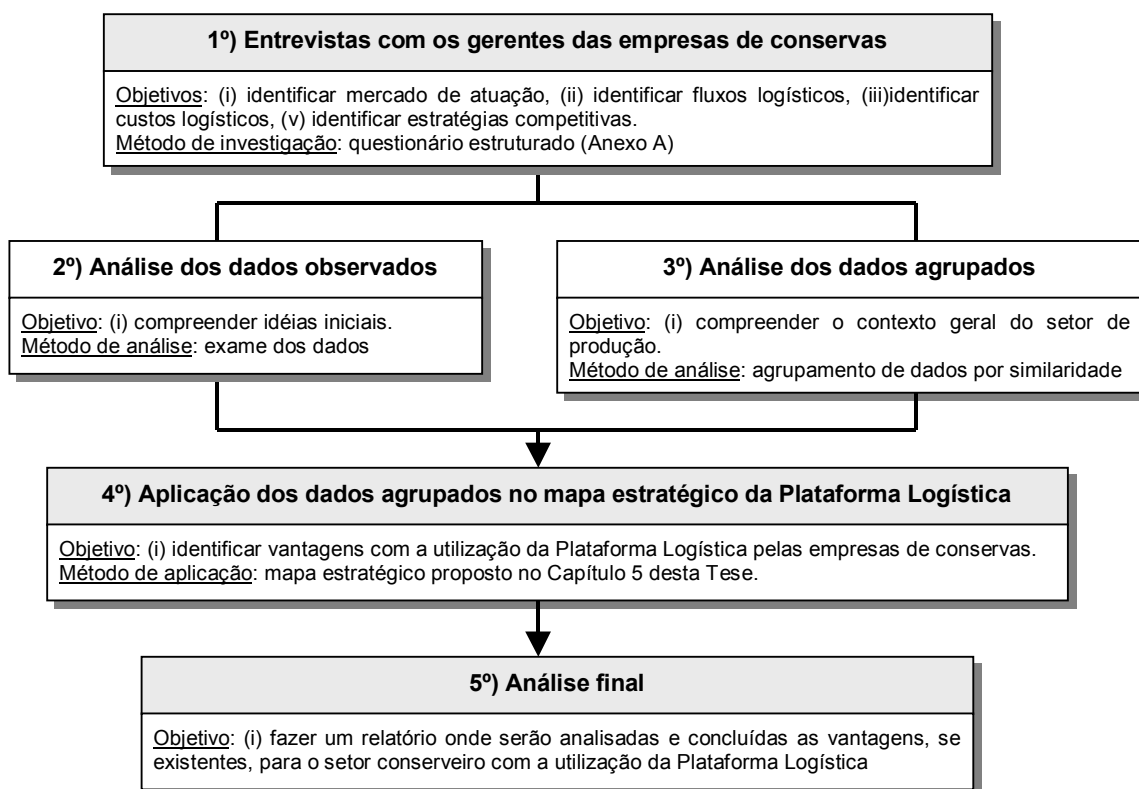 1º) Entrevistas com os gerentes das empresas de conservas
Objetivos: (i) identificar mercado de atuação, (ii) identificar fluxos logísticos, (iii)identificar
custos logísticos, (v) identificar estratégias competitivas.
Método de investigação: questionário estruturado (Anexo A)
2º) Análise dos dados observados
Objetivo: (i) compreender idéias iniciais.
Método de análise: exame dos dados
3º) Análise dos dados agrupados
Objetivo: (i) compreender o contexto geral do setor de
produção.
Método de análise: agrupamento de dados por similaridade
4º) Aplicação dos dados agrupados no mapa estratégico da Plataforma Logística
Objetivo: (i) identificar vantagens com a utilização da Plataforma Logística pelas empresas de conservas.
Método de aplicação: mapa estratégico proposto no Capítulo 5 desta Tese.
5º) Análise final
Objetivo: (i) fazer um relatório onde serão analisadas e concluídas as vantagens, se
existentes, para o setor conserveiro com a utilização da Plataforma Logística